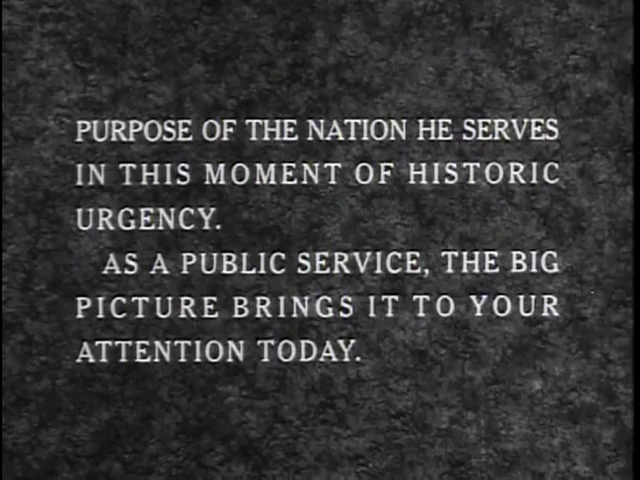 PURPOSE OF THE NATION HE SERVES
IN THIS MOMENT OF HISTORIC
URGENCY.
AS A PUBLIC SERVICE, THE BIG
PICTURE BRINGS IT TO YOUR
ATTENTION TODAY.